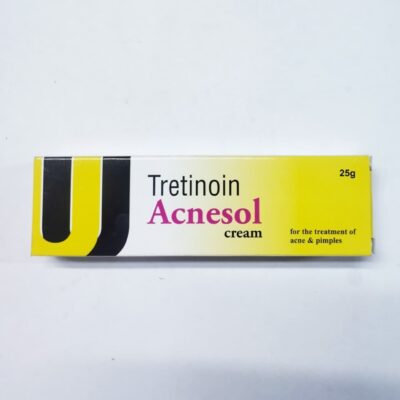 Tretinoin
Acnesol
cream
25g
for the treatment of
acne & pimples